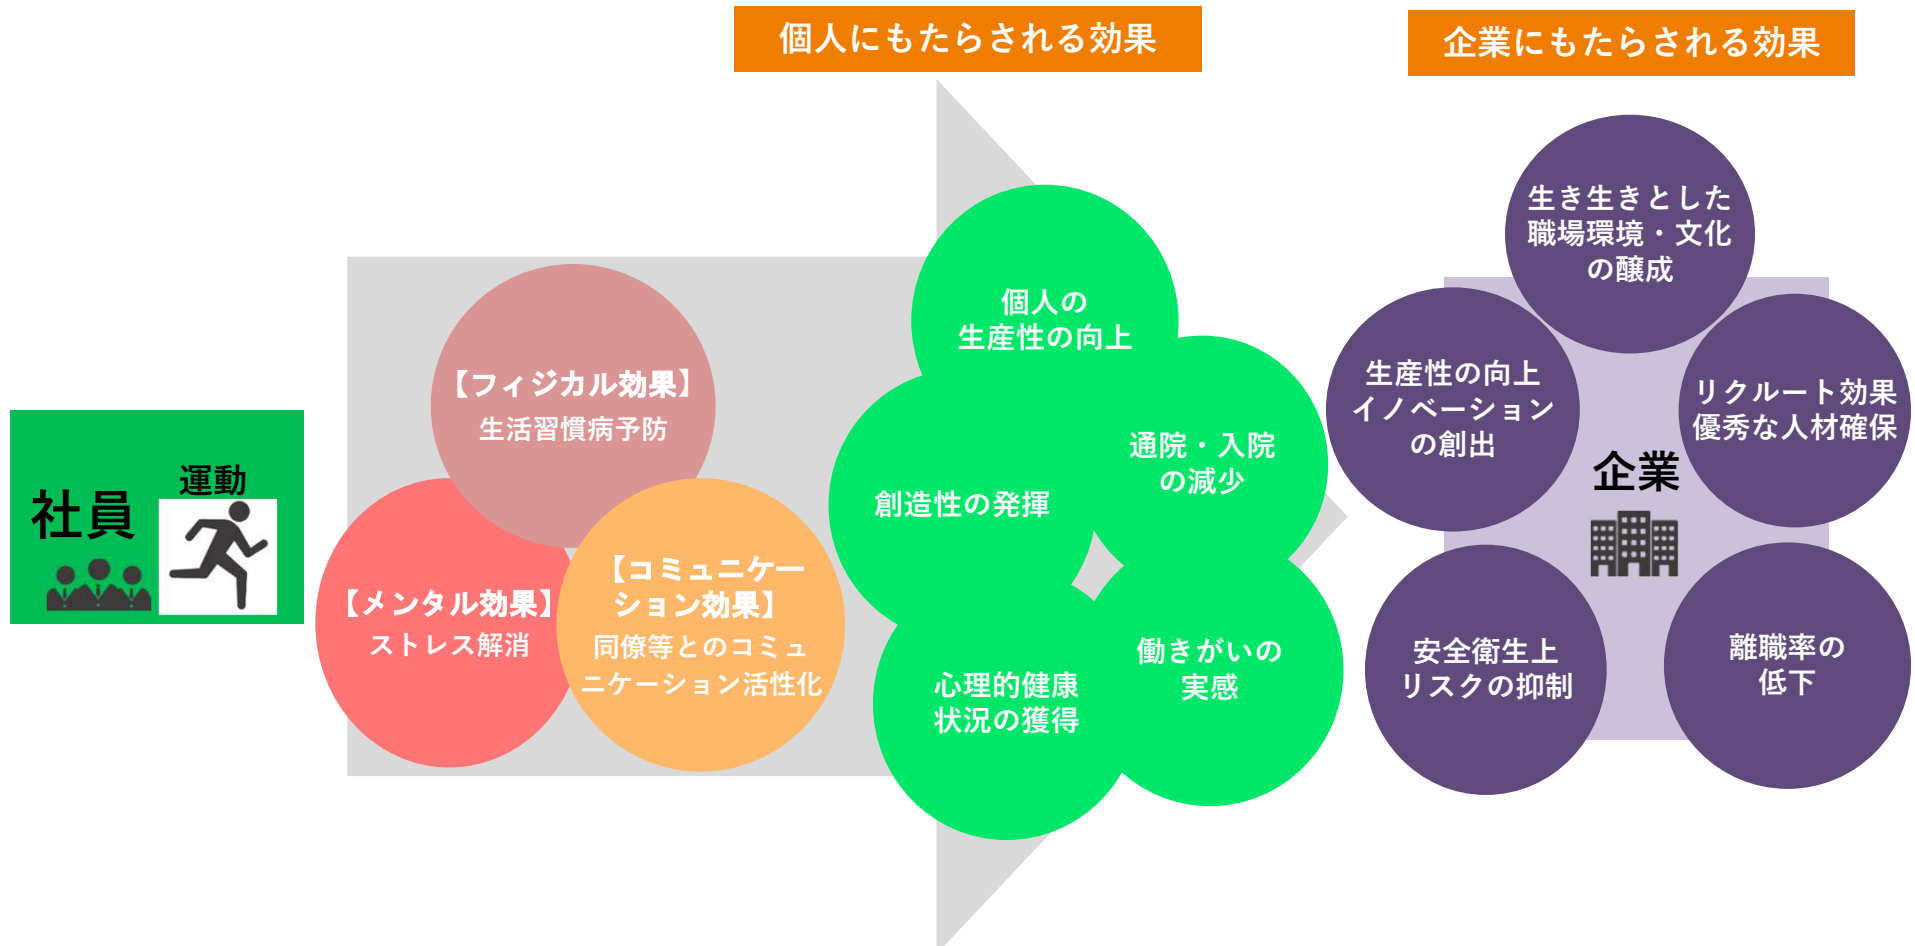 個人にもたらされる効果
企業にもたらされる効果
社員
運動
【フィジカル効果】
生活習慣病予防
【メンタル効果】
ストレス解消
【コミュニケー
ション効果】
同僚等とのコミュ
ニケーション活性化
個人の
生産性の向上
創造性の発揮
通院・入院
の減少
心理的健康
状況の獲得
働きがいの
実感
生き生きとした
職場環境・文化
の醸成
生産性の向上
イノベーション
の創出
リクルート効果
優秀な人材確保
企業
安全衛生上
リスクの抑制
離職率の
低下